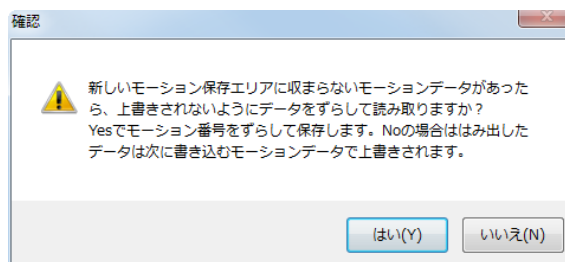 確認
新しいモーション保存エリアに収まらないモーションデータがあった
ら、上書きされないようにデータをずらして読み取りますか？
Yesでモーション番号をずらして保存します。Noの場合ははみ出した
データは次に書き込むモーションデータで上書きされます。
はい(Y) いいえ(N)